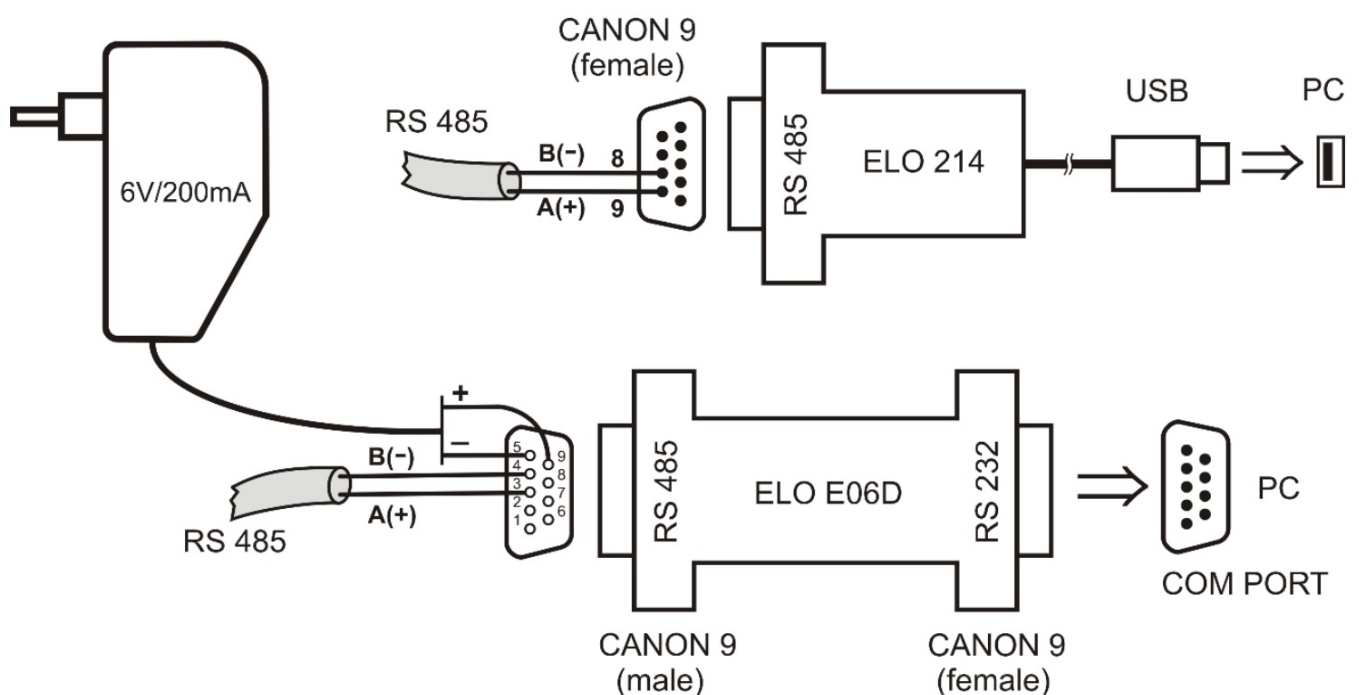 CANON 9
(female)
USB
PC
RS 485
B(−)
8
A(+)
9
RS 485
ELO 214
6V/200mA
+
−
B(−)
A(+)
RS 485
5
4
3
2
1
9
8
7
6
RS 485
ELO E06D
RS 232
PC
COM PORT
CANON 9
(male)
CANON 9
(female)